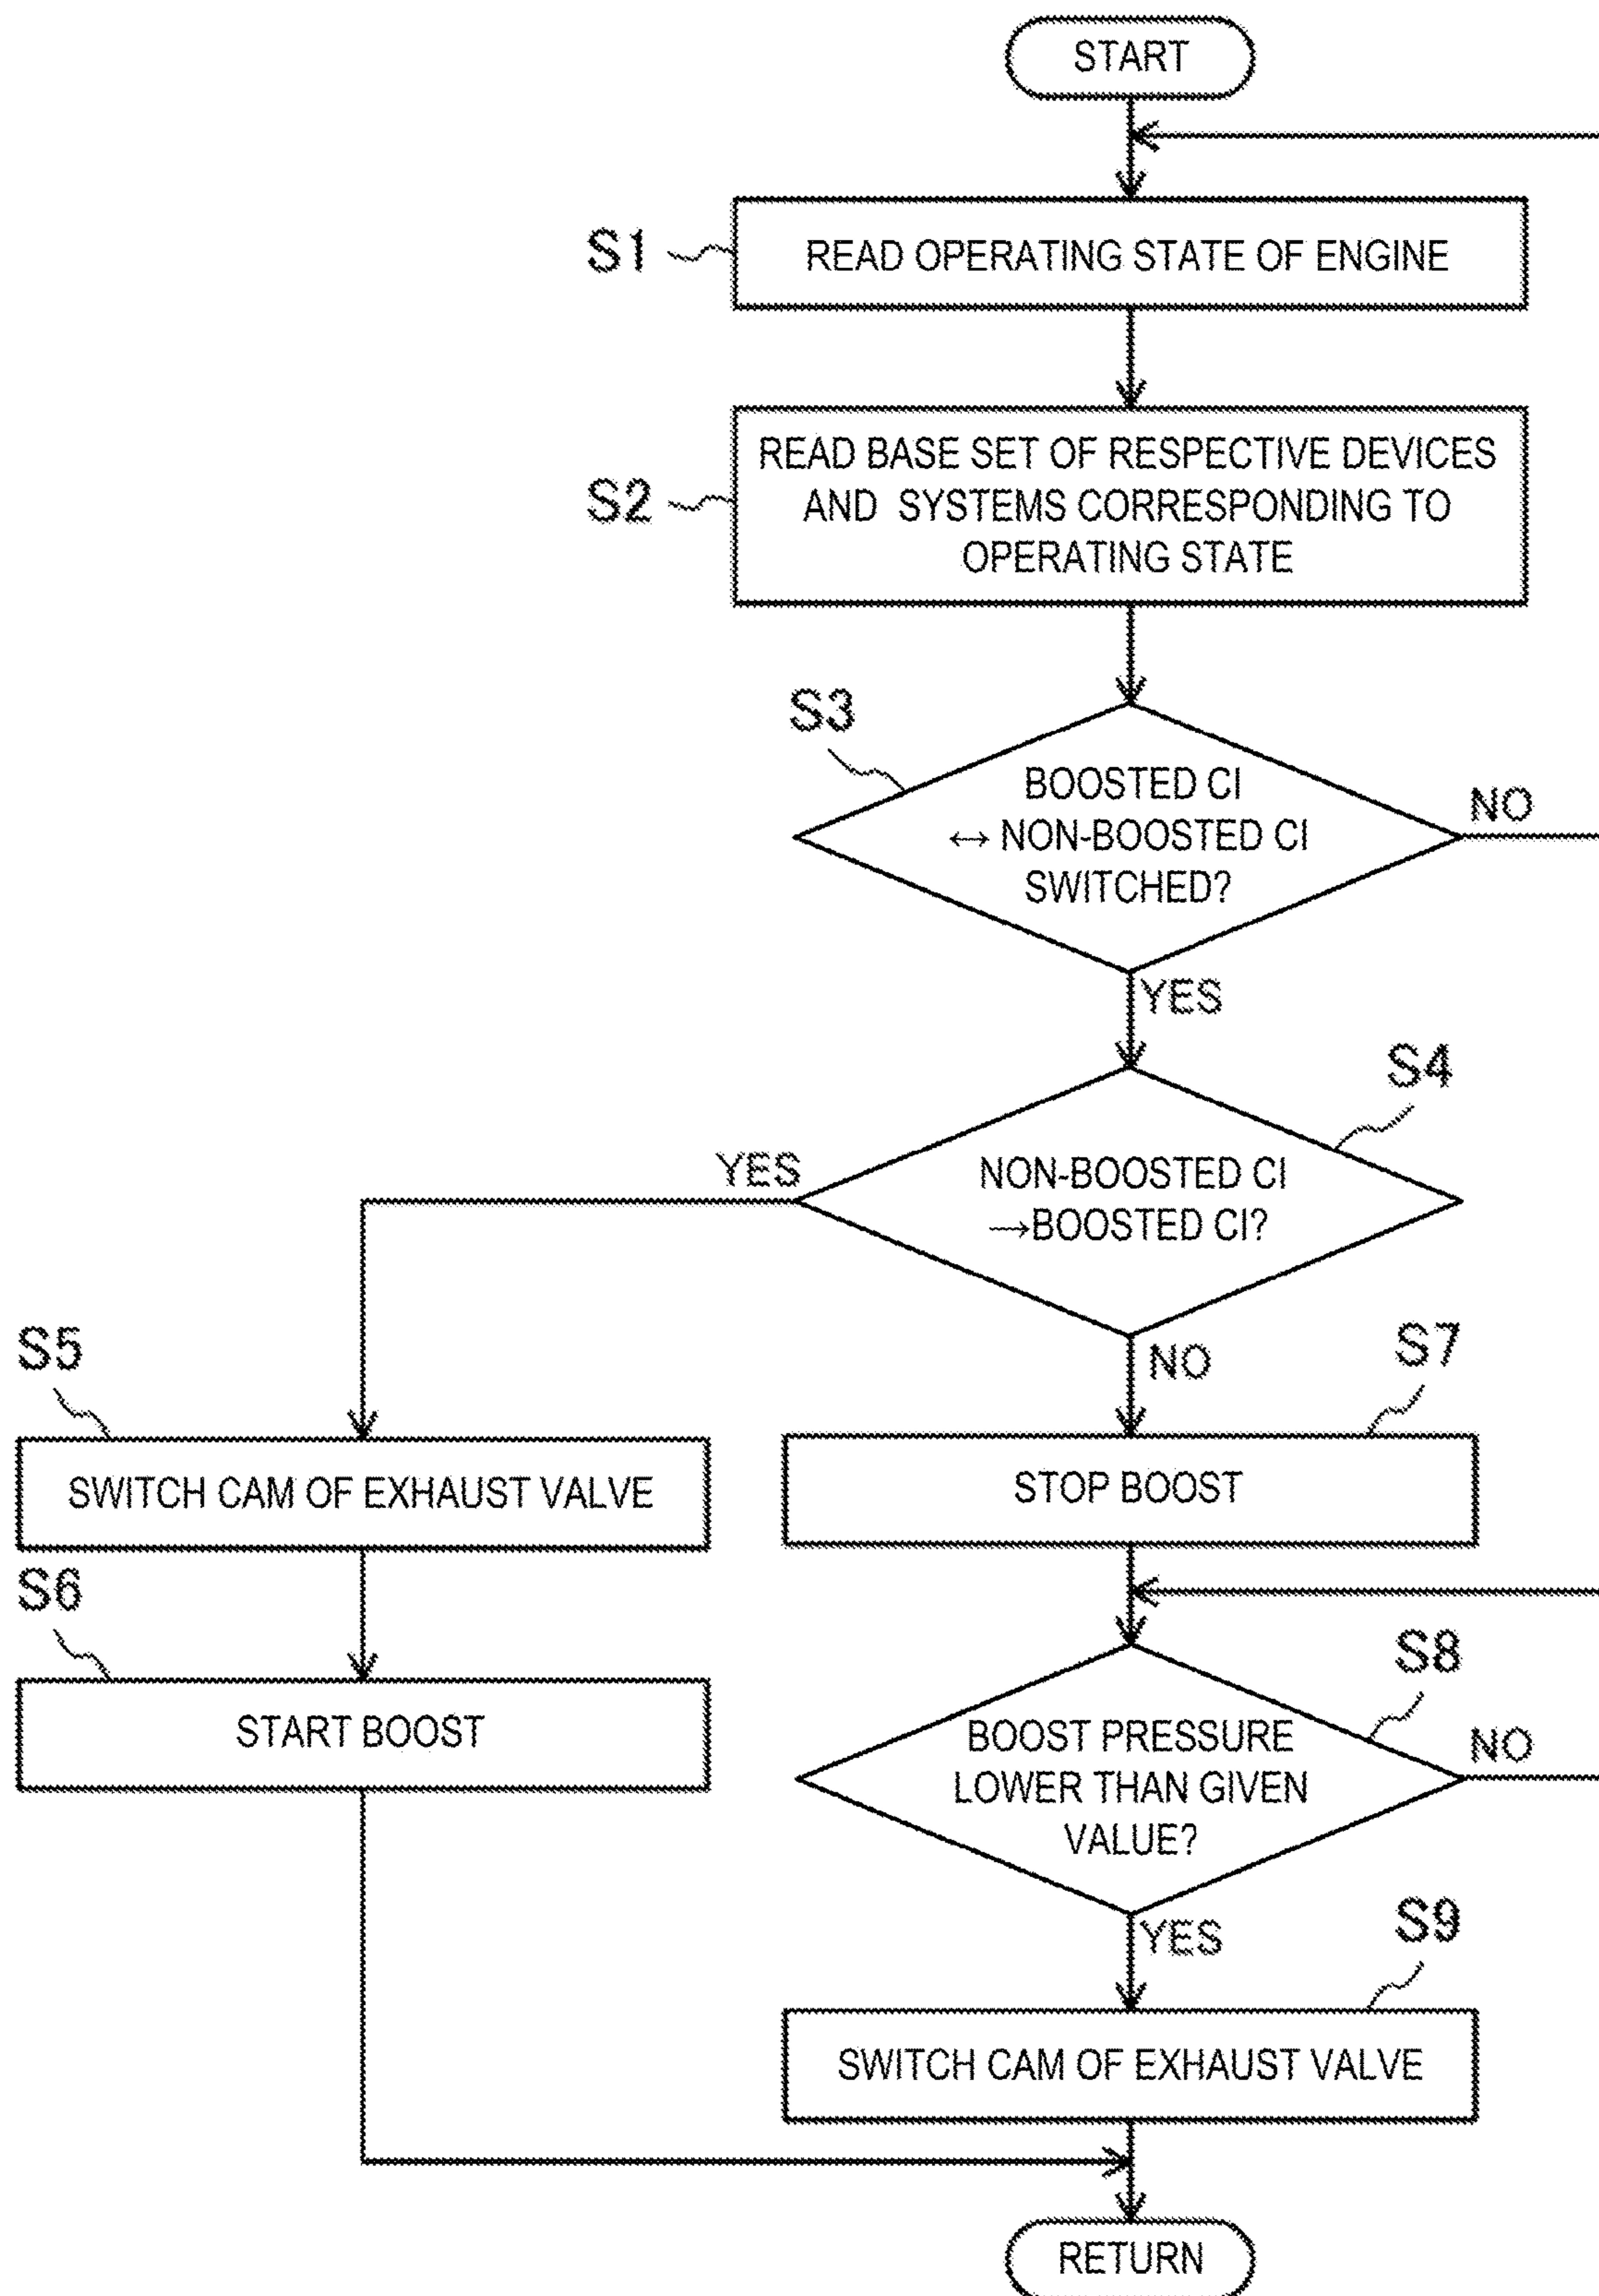 START
S1
READ OPERATING STATE OF ENGINE
S2
READ BASE SET OF RESPECTIVE DEVICES
AND SYSTEMS CORRESPONDING TO
OPERATING STATE
S3
BOOSTED CI
↔ NON-BOOSTED CI
SWITCHED?
NO
YES
S4
YES
NON-BOOSTED CI
→BOOSTED CI?
NO
S5
SWITCH CAM OF EXHAUST VALVE
S6
START BOOST
S7
STOP BOOST
S8
BOOST PRESSURE
LOWER THAN GIVEN
VALUE?
NO
YES
S9
SWITCH CAM OF EXHAUST VALVE
RETURN